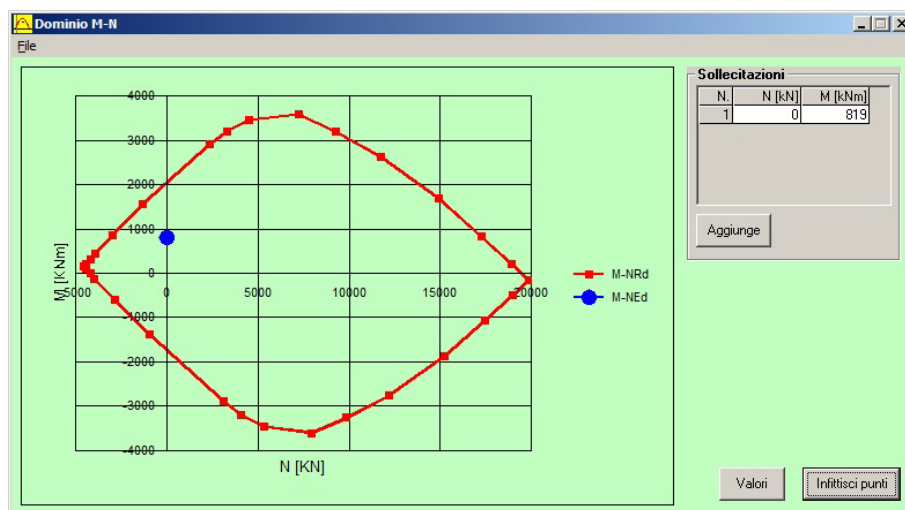 Dominio M-N
File
4000
3000
2000
1000
0
-1000
-2000
-3000
-4000
M [KNm]
-5000 0 5000 10000 15000 20000
N [KN]
M-NRd
M-NEd
Sollecitazioni
N. N [kN] M [kNm]
1 0 819
Aggiunge
Valori
Infittisci punti